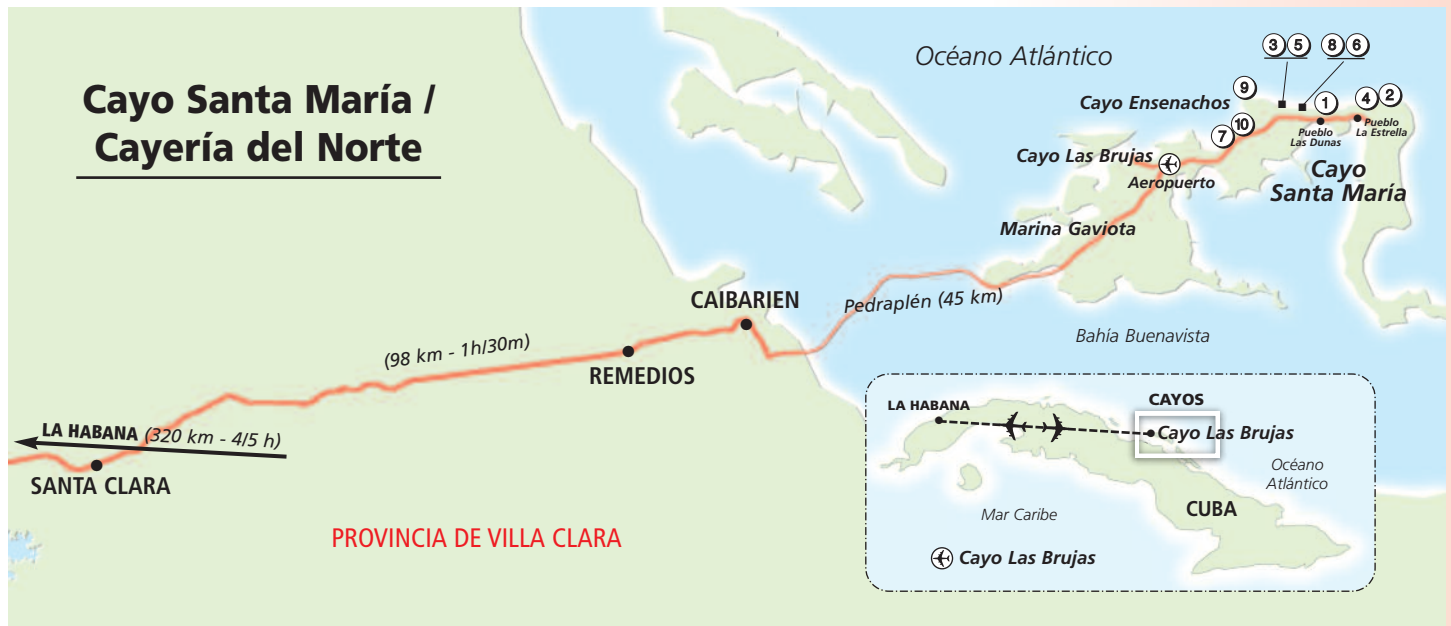 Cayo Santa María /
Cayería del Norte
Océano Atlántico
3 5
8 6
9
Cayo Ensenachos
1
4 2
7 10
Pueblo
Las Dunas
Pueblo
La Estrella
Cayo Las Brujas
Aeropuerto
Cayo
Santa María
Marina Gaviota
CAIBARIEN
Pedraplén (45 km)
(98 km - 1h/30m)
REMEDIOS
Bahía Buenavista
LA HABANA (320 km - 4/5 h)
SANTA CLARA
PROVINCIA DE VILLA CLARA
LA HABANA
CAYOS
Cayo Las Brujas
Océano
Atlántico
Mar Caribe
CUBA
Cayo Las Brujas